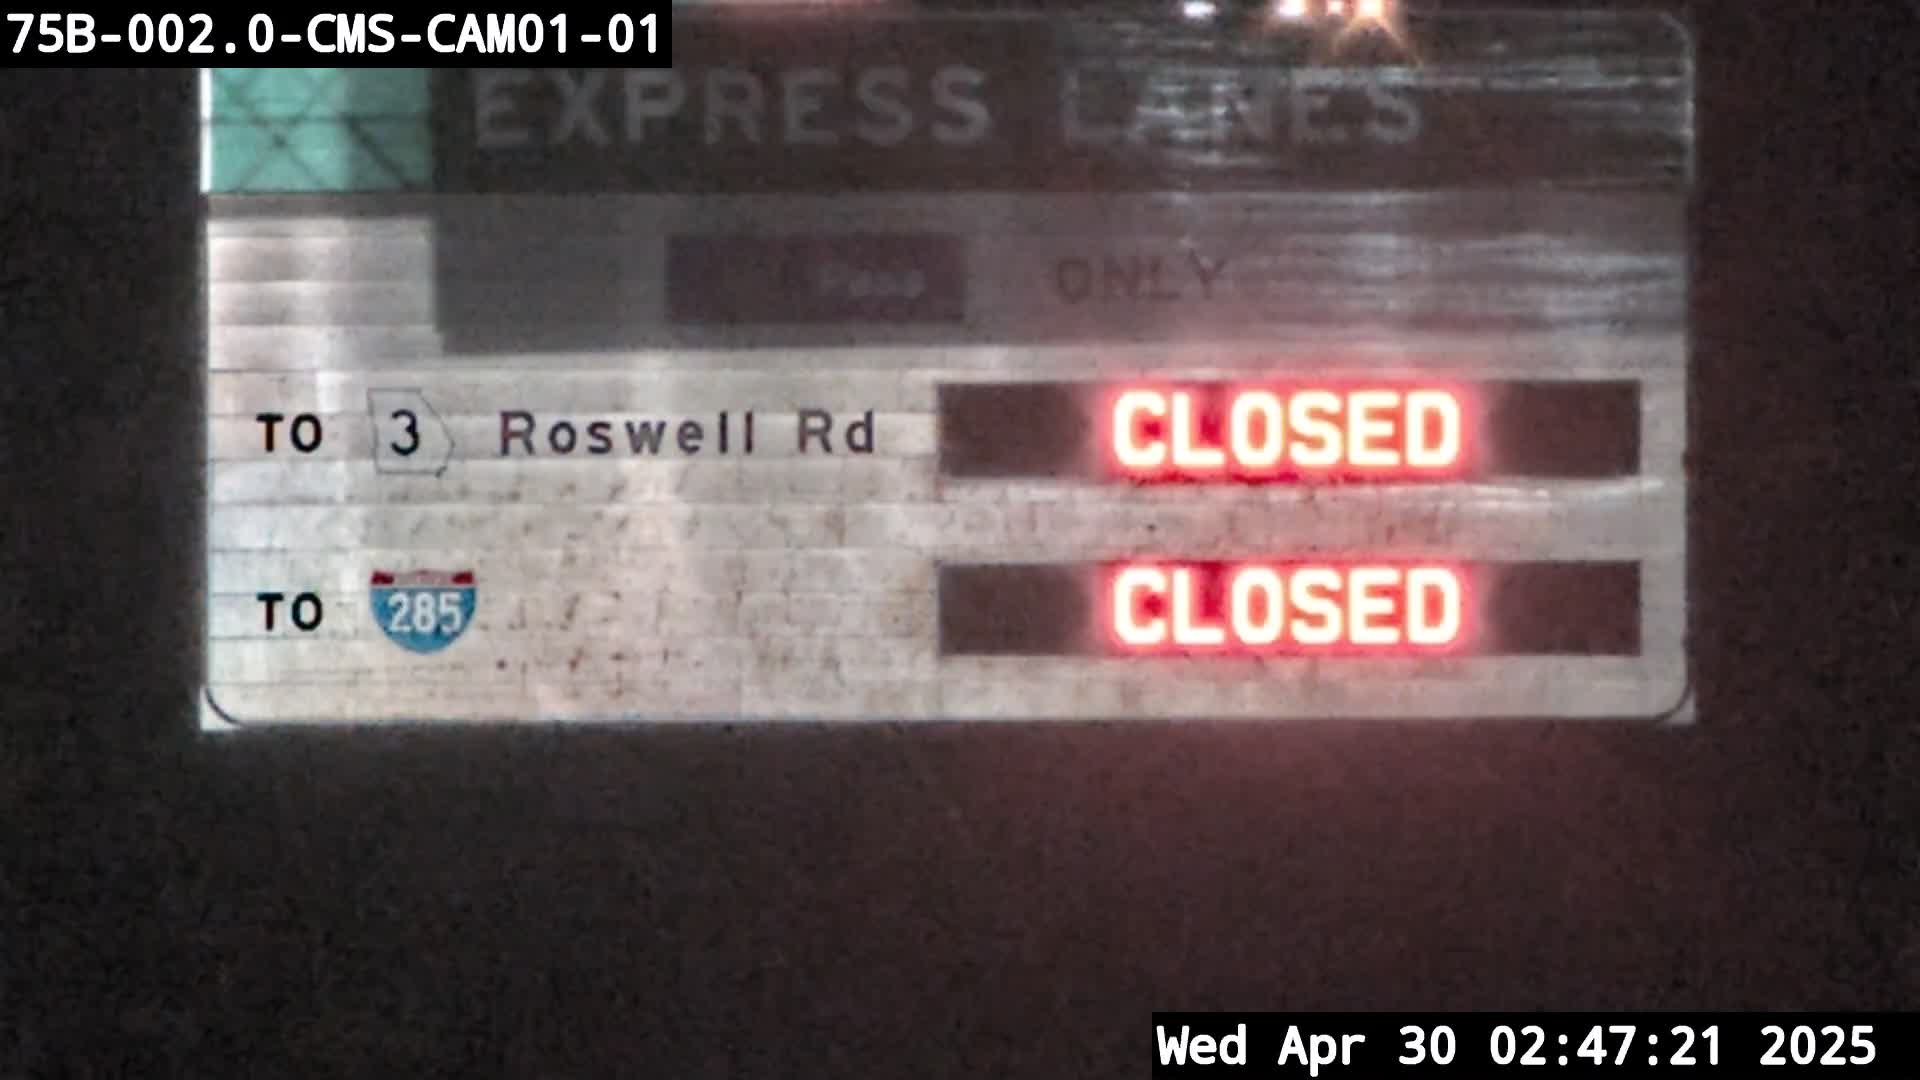 75B-002.0-CMS-CAM01-01
EXPRESS LANES
Pass ONLY
TO 3 Roswell Rd CLOSED
TO 285 CLOSED
Wed Apr 30 02:47:21 2025